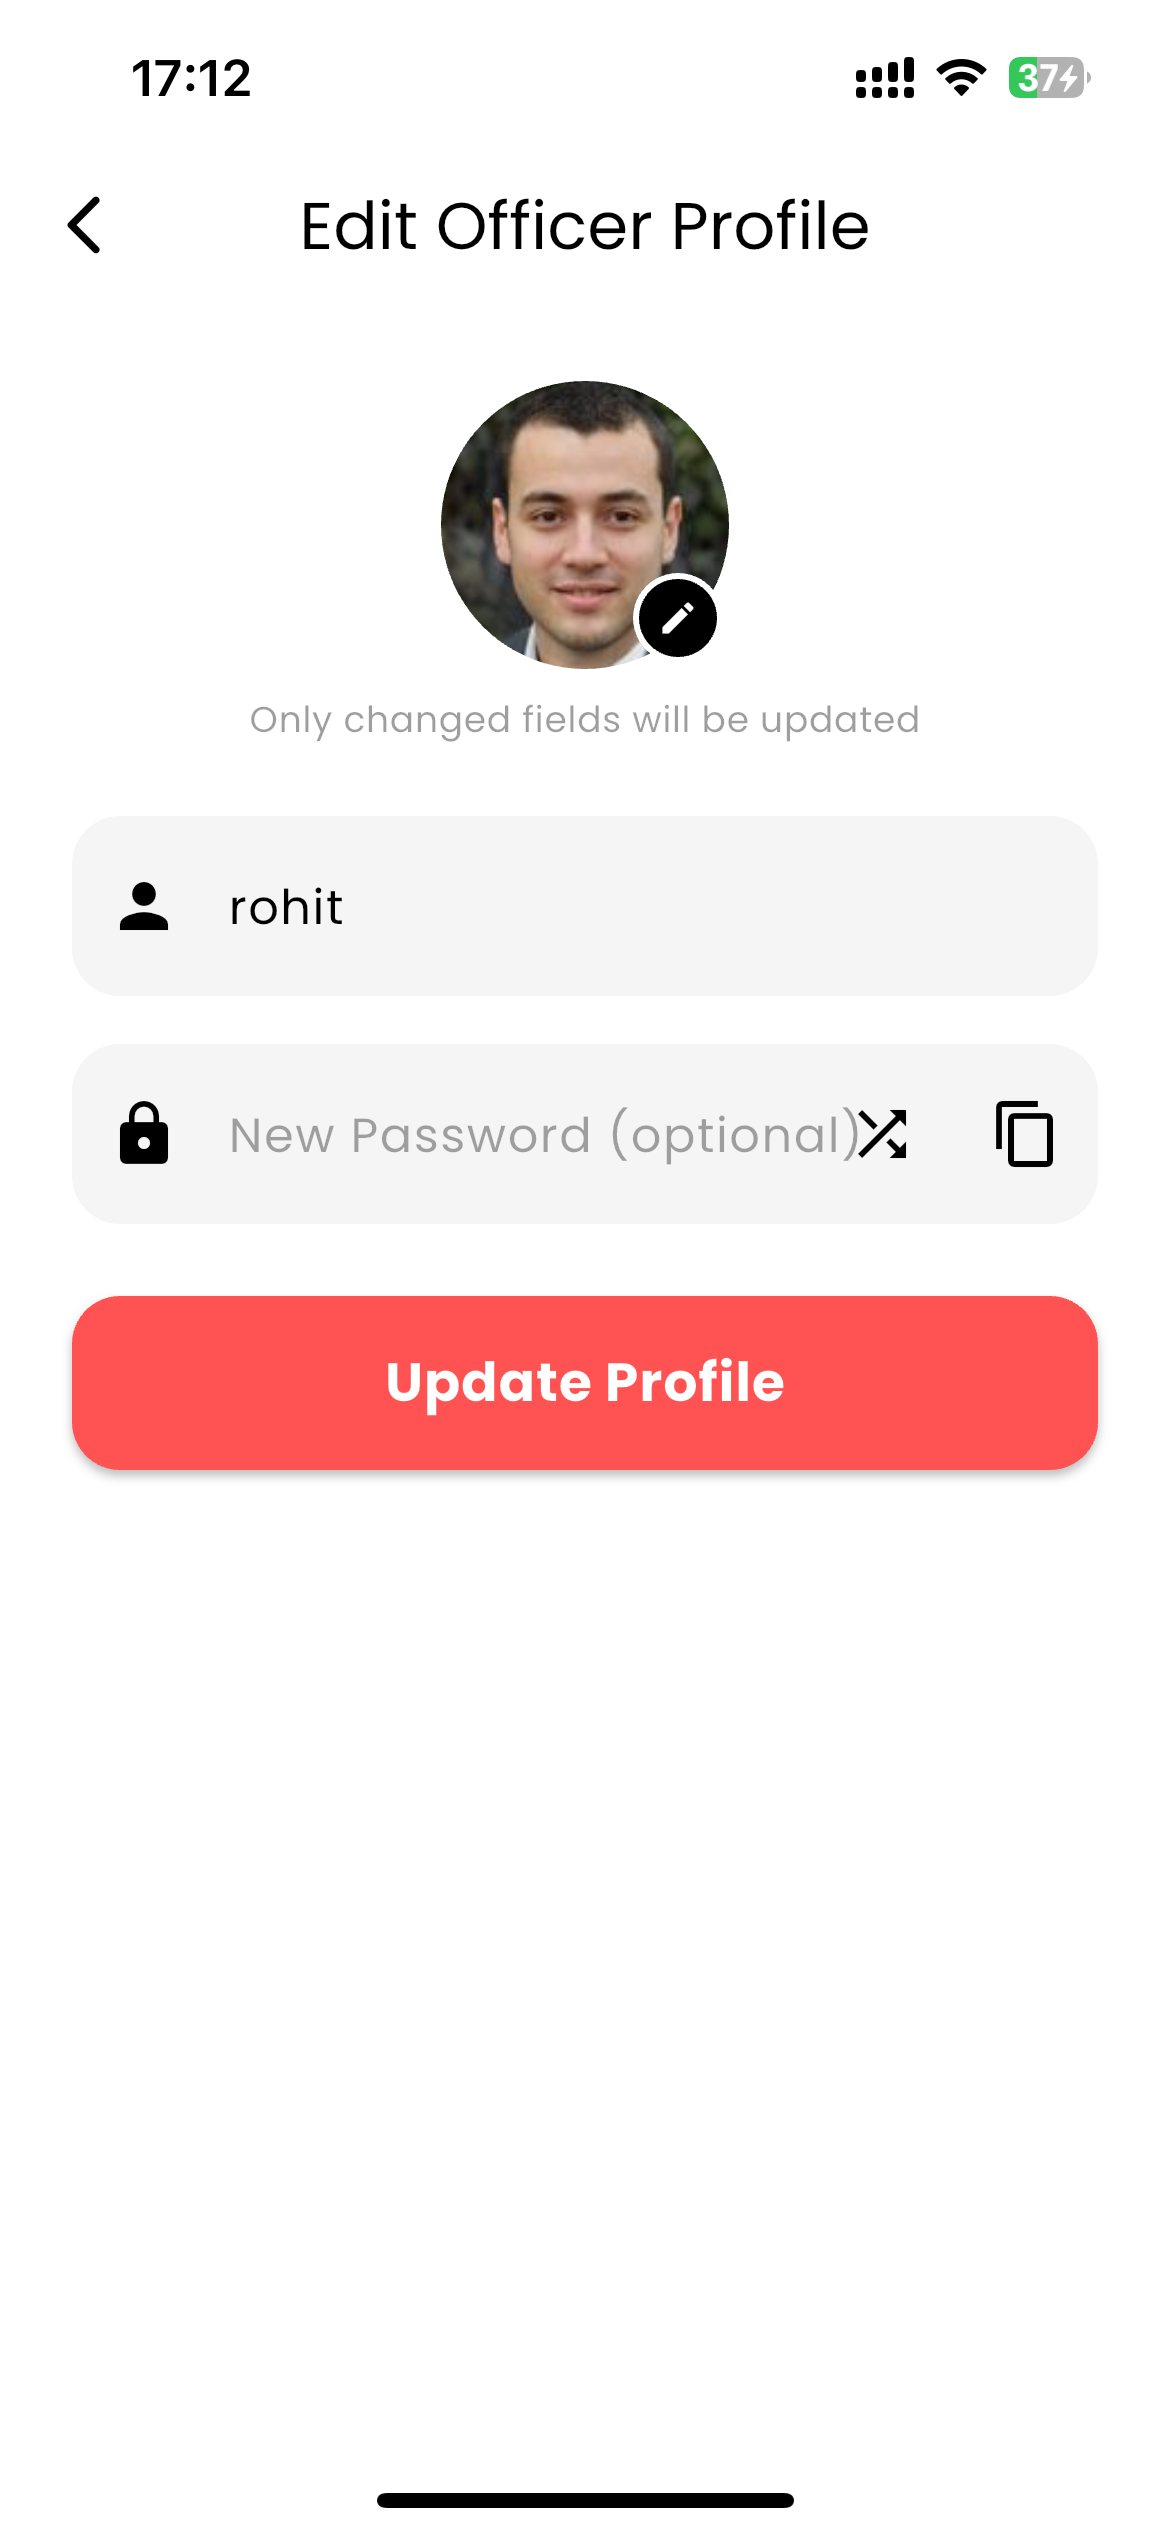 17:12
37
Edit Officer Profile
Only changed fields will be updated
rohit
New Password (optional)
Update Profile